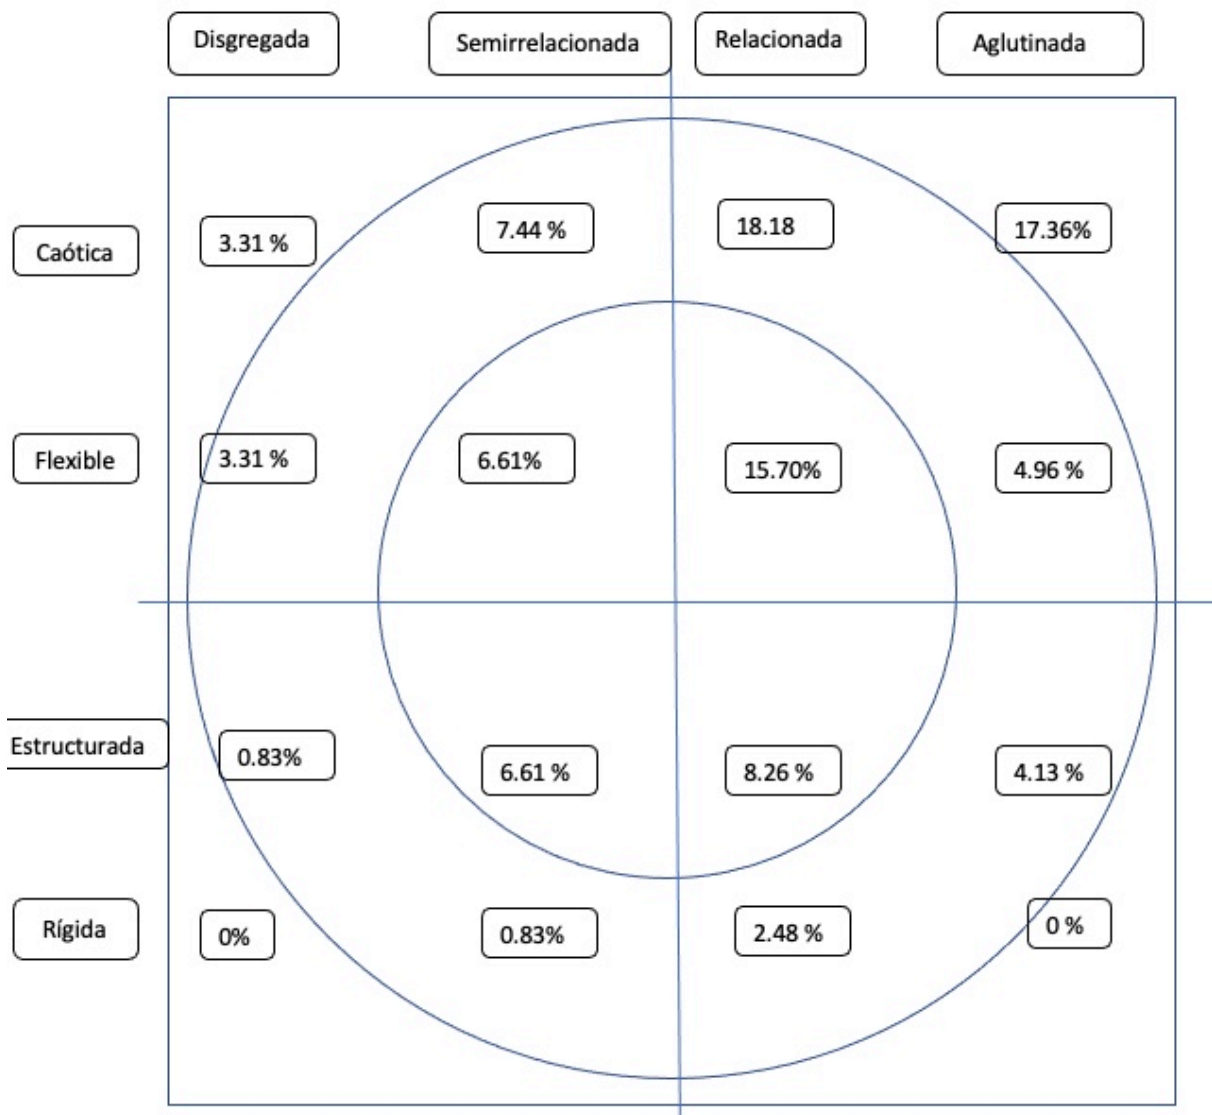 Disgregada
Semirrelacionada
Relacionada
Aglutinada
Caótica
3.31 %
7.44 %
18.18
17.36%
Flexible
3.31 %
6.61%
15.70%
4.96 %
Estructurada
0.83%
6.61 %
8.26 %
4.13 %
Rígida
0%
0.83%
2.48 %
0 %